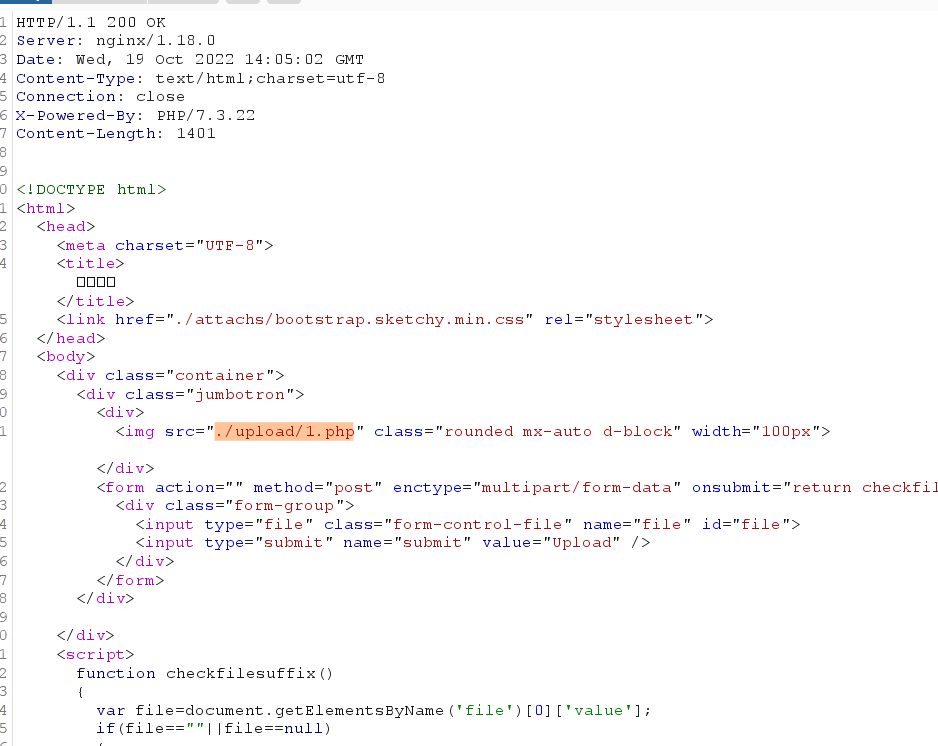 1 HTTP/1.1 200 OK
2 Server: nginx/1.18.0
3 Date: Wed, 19 Oct 2022 14:05:02 GMT
4 Content-Type: text/html;charset=utf-8
5 Connection: close
6 X-Powered-By: PHP/7.3.22
7 Content-Length: 1401
8
9
0 <!DOCTYPE html>
1 <html>
2 <head>
3 <meta charset="UTF-8">
4 <title>
□□□□
</title>
5 <link href="./attachs/bootstrap.sketchy.min.css" rel="stylesheet">
6 </head>
7 <body>
8 <div class="container">
9 <div class="jumbotron">
0 <div>
1 <img src="./upload/1.php" class="rounded mx-auto d-block" width="100px">
</div>
2 <form action="" method="post" enctype="multipart/form-data" onsubmit="return checkfil
3 <div class="form-group">
4 <input type="file" class="form-control-file" name="file" id="file">
5 <input type="submit" name="submit" value="Upload" />
6 </div>
7 </form>
8 </div>
9
0 </div>
1 <script>
2 function checkfilesuffix()
3 {
4 var file=document.getElementsByName('file')[0]['value'];
5 if(file==""||file==null)